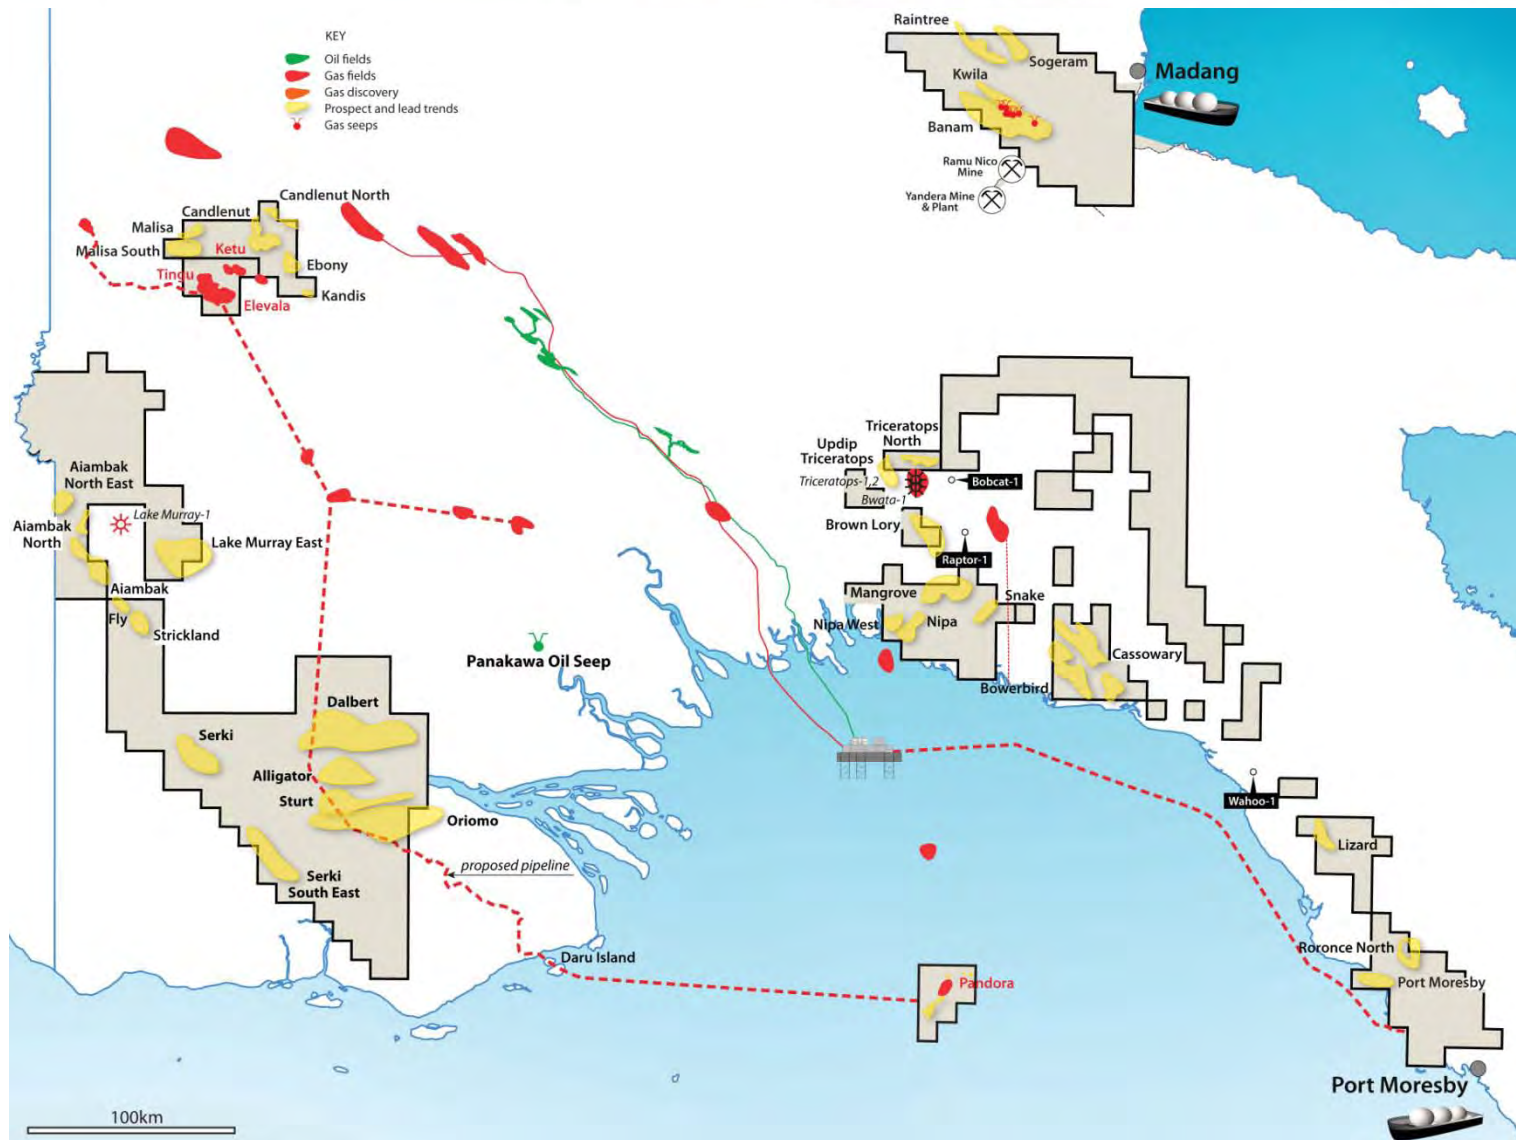 KEY
Oil fields
Gas fields
Gas discovery
Prospect and lead trends
Gas seeps
Raintree
Sogeram
Kwila
Banam
Madang
Ramu Nico
Mine
Yandera Mine
& Plant
Candlenut North
Candlenut
Malisa
Malisa South
Ketu
Tingu
Ebony
Kandis
Elevala
Triceratops
North
Updip
Triceratops
Triceratops-1,2
Bwata-1
Bobcat-1
Brown Lory
Raptor-1
Aiambak
North East
Lake Murray-1
Aiambak
North
Lake Murray East
Aiambak
Fly
Strickland
Mangrove
Snake
Nipa West
Nipa
Cassowary
Bowerbird
Panakawa Oil Seep
Dalbert
Serki
Alligator
Sturt
Oriomo
Wahoo-1
Lizard
proposed pipeline
Serki
South East
Roronce North
Daru Island
Pandora
Port Moresby
Port Moresby
100km